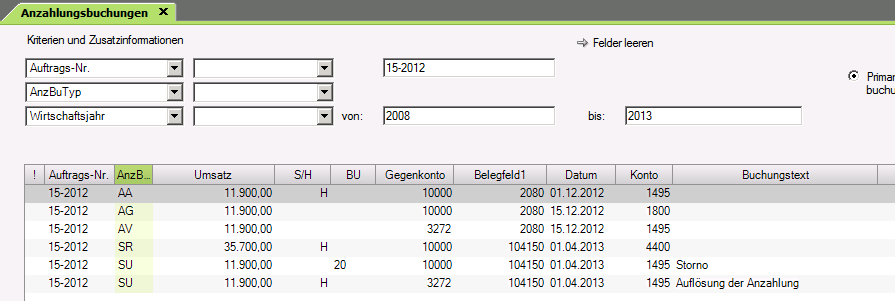 Anzahlungsbuchungen ×
Kriterien und Zusatzinformationen
Felder leeren
Auftrags-Nr. 15-2012
Primar
buchu
AnzBuTyp
Wirtschaftsjahr von: 2008 bis: 2013
! Auftrags-Nr. AnzB... Umsatz S/H BU Gegenkonto Belegfeld1 Datum Konto Buchungstext
15-2012 AA 11.900,00 H 10000 2080 01.12.2012 1495
15-2012 AG 11.900,00 10000 2080 15.12.2012 1800
15-2012 AV 11.900,00 3272 2080 15.12.2012 1495
15-2012 SR 35.700,00 H 10000 104150 01.04.2013 4400
15-2012 SU 11.900,00 20 10000 104150 01.04.2013 1495 Storno
15-2012 SU 11.900,00 H 3272 104150 01.04.2013 1495 Auflösung der Anzahlung